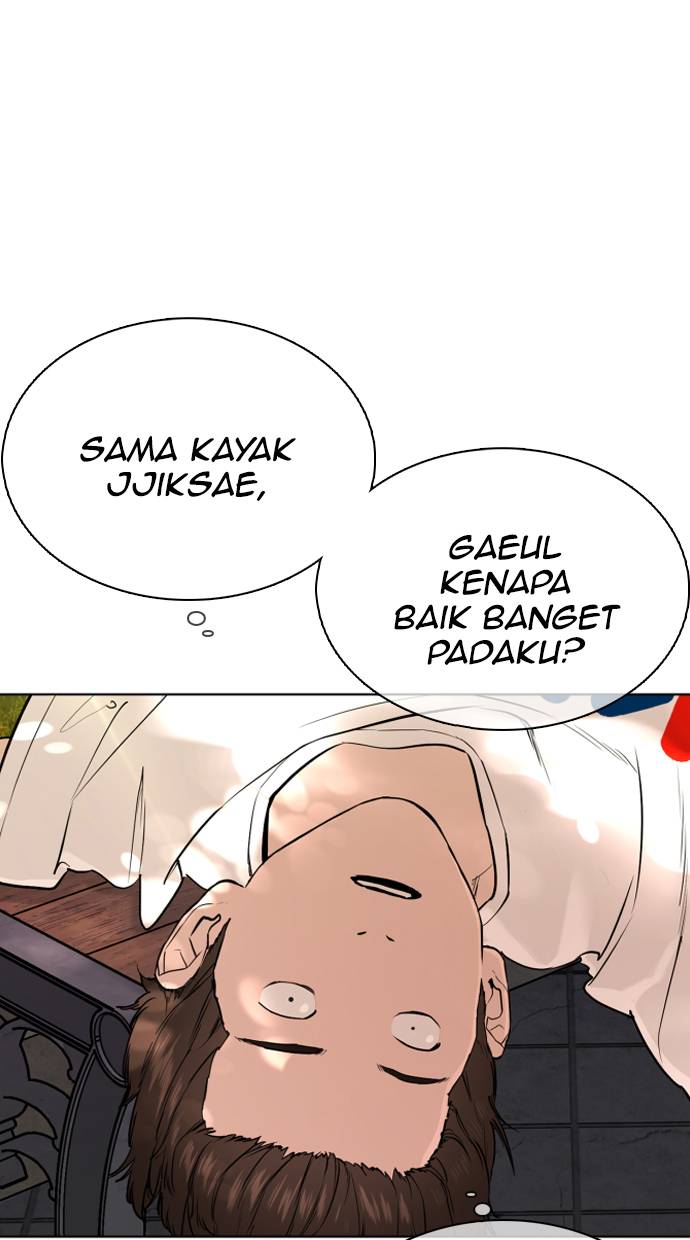 SAMA KAYAK
JJIKSAE,
GAEUL
KENAPA
BAIK BANGET
PADAKU?